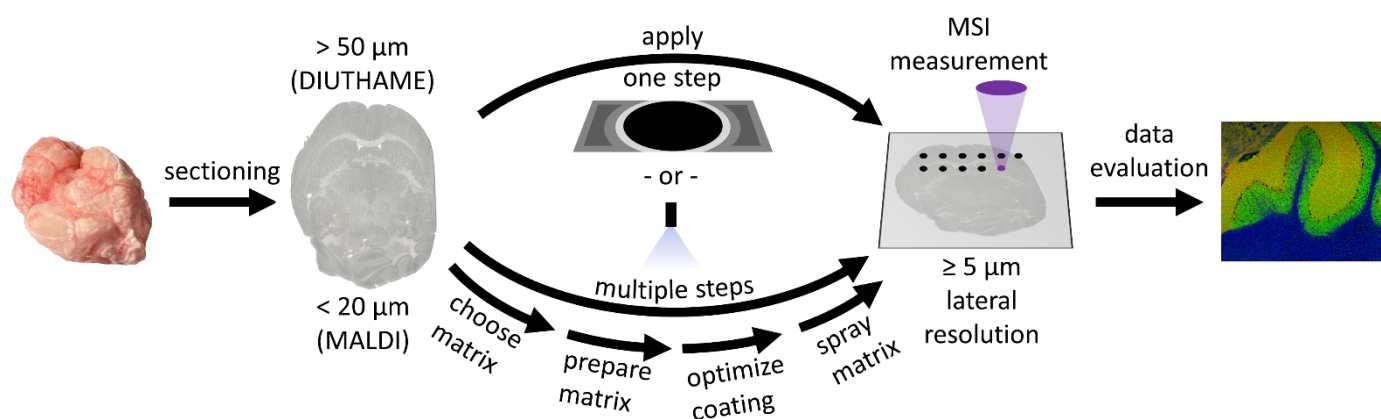 sectioning
> 50 µm
(DIUTHAME)
< 20 µm
(MALDI)
apply
one step
- or -
multiple steps
choose
matrix
prepare
matrix
optimize
coating
spray
matrix
MSI
measurement
≥ 5 µm
lateral
resolution
data
evaluation